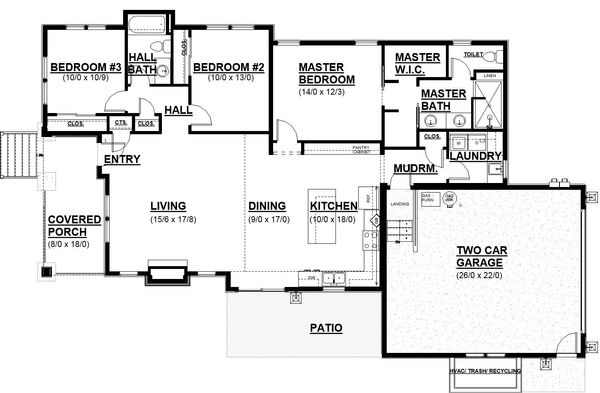 BEDROOM #3
(10/0 x 10/9)
HALL
BATH
CLOS.
BEDROOM #2
(10/0 x 13/0)
MASTER
BEDROOM
(14/0 x 12/3)
MASTER
W.I.C.
TOILET
LINEN
MASTER
BATH
CLOS.
CTS.
CLOS.
HALL
ENTRY
PANTRY
CABINET
CLOS.
LAUNDRY
MUDRM.
COVERED
PORCH
(8/0 x 18/0)
LIVING
(15/6 x 17/8)
DINING
(9/0 x 17/0)
KITCHEN
(10/0 x 18/0)
REF.
LANDING
GAS
FURN
GAS
WH
TWO CAR
GARAGE
(26/0 x 22/0)
PATIO
HVAC/ TRASH/ RECYCLING